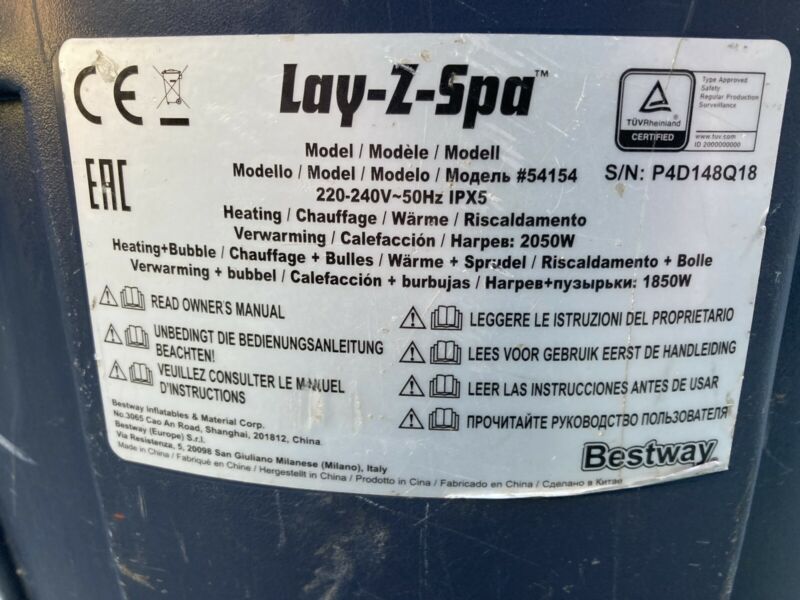 CE
Lay-Z-Spa™
TÜVRheinland
CERTIFIED
Type Approved
Safety
Regular Production
Surveillance
www.tuv.com
ID 2000000000
EAC
Model / Modèle / Modell
Modello / Model / Modelo / Модель #54154
S/N: P4D148Q18
220-240V~50Hz IPX5
Heating / Chauffage / Wärme / Riscaldamento
Verwarming / Calefacción / Нагрев: 2050W
Heating+Bubble / Chauffage + Bulles / Wärme + Sprudel / Riscaldamento + Bolle
Verwarming + bubbel / Calefacción + burbujas / Нагрев+пузырьки: 1850W
READ OWNER'S MANUAL
UNBEDINGT DIE BEDIENUNGSANLEITUNG
BEACHTEN!
VEUILLEZ CONSULTER LE MANUEL
D'INSTRUCTIONS
LEGGERE LE ISTRUZIONI DEL PROPRIETARIO
LEES VOOR GEBRUIK EERST DE HANDLEIDING
LEER LAS INSTRUCCIONES ANTES DE USAR
ПРОЧИТАЙТЕ РУКОВОДСТВО ПОЛЬЗОВАТЕЛЯ
Bestway Inflatables & Material Corp.
No.3065 Cao An Road, Shanghai, 201812, China
Bestway (Europe) S.r.l.
Via Resistenza, 5, 20098 San Giuliano Milanese (Milano), Italy
Made in China / Fabriqué en Chine / Hergestellt in China / Prodotto in Cina / Fabricado en China / Сделано в Китае
Bestway